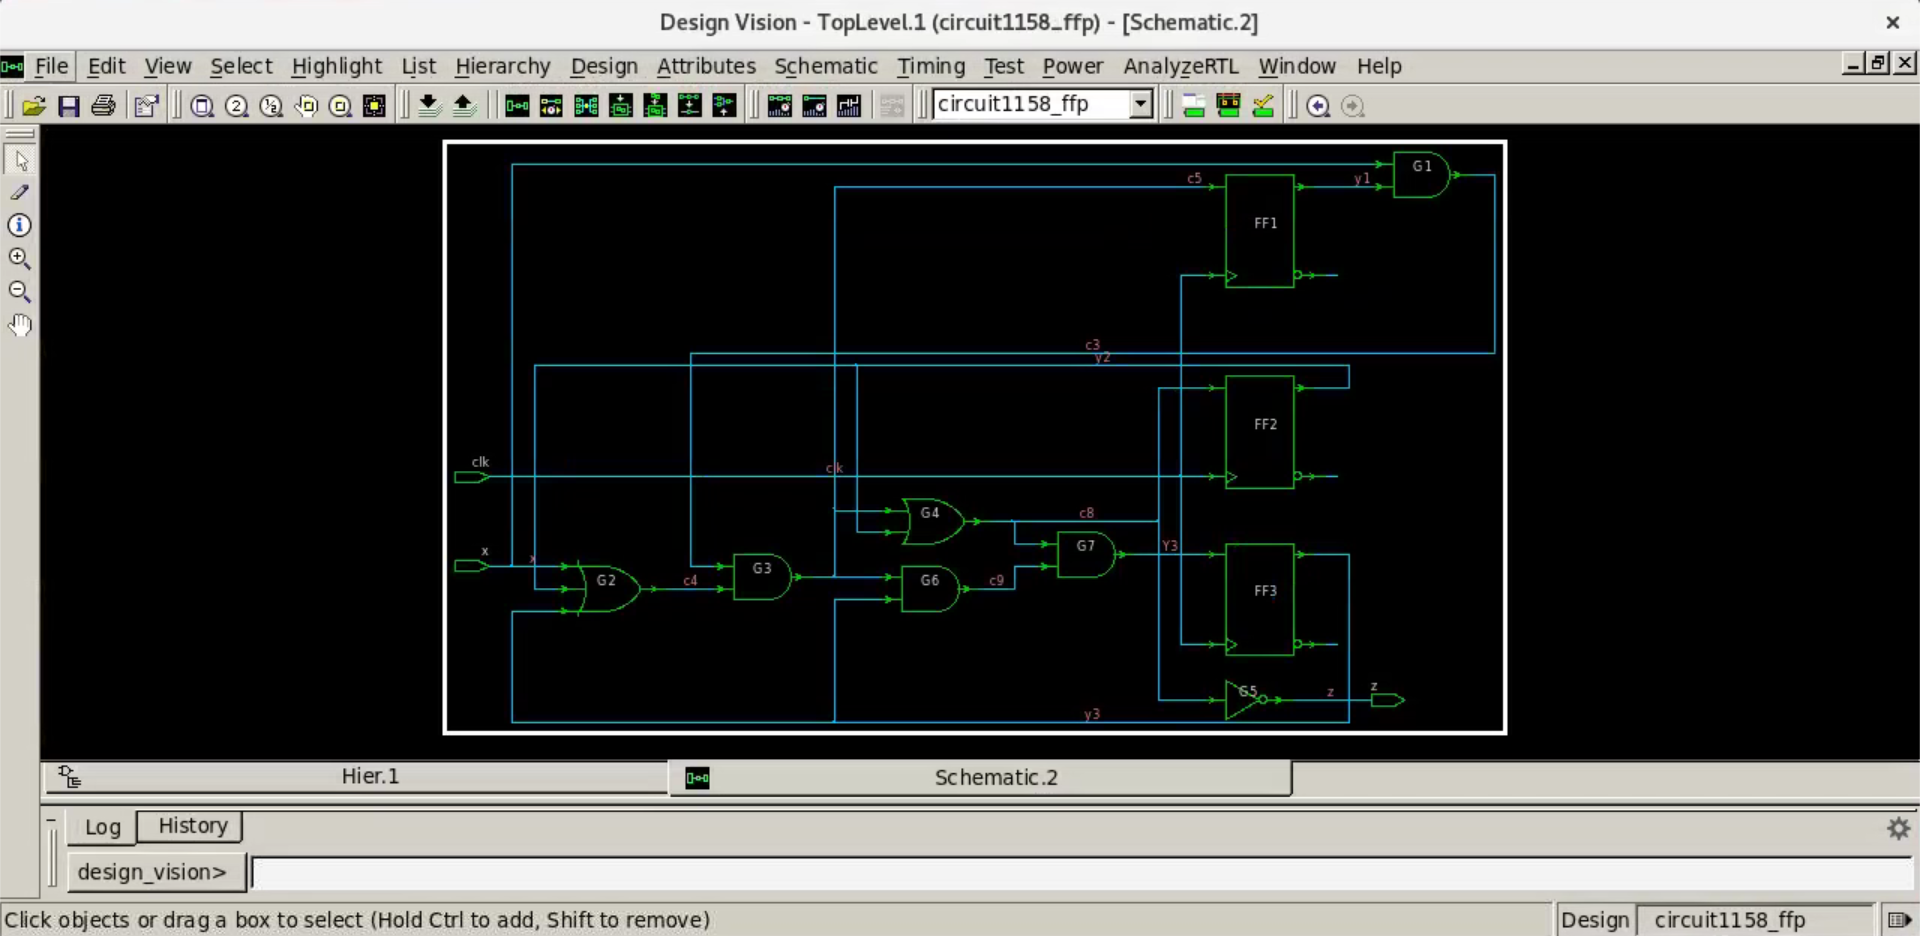 Design Vision - TopLevel.1 (circuit1158_ffp) - [Schematic.2]
File Edit View Select Highlight List Hierarchy Design Attributes Schematic Timing Test Power AnalyzeRTL Window Help
2 ½ circuit1158_ffp
G1
c5 y1
FF1
c3
y2
FF2
clk clk
G4 c8
x x G7 Y3
G2 c4 G3 G6 c9
FF3
G5 z z
y3
Hier.1 Schematic.2
Log History
design_vision>
Click objects or drag a box to select (Hold Ctrl to add, Shift to remove) Design circuit1158_ffp